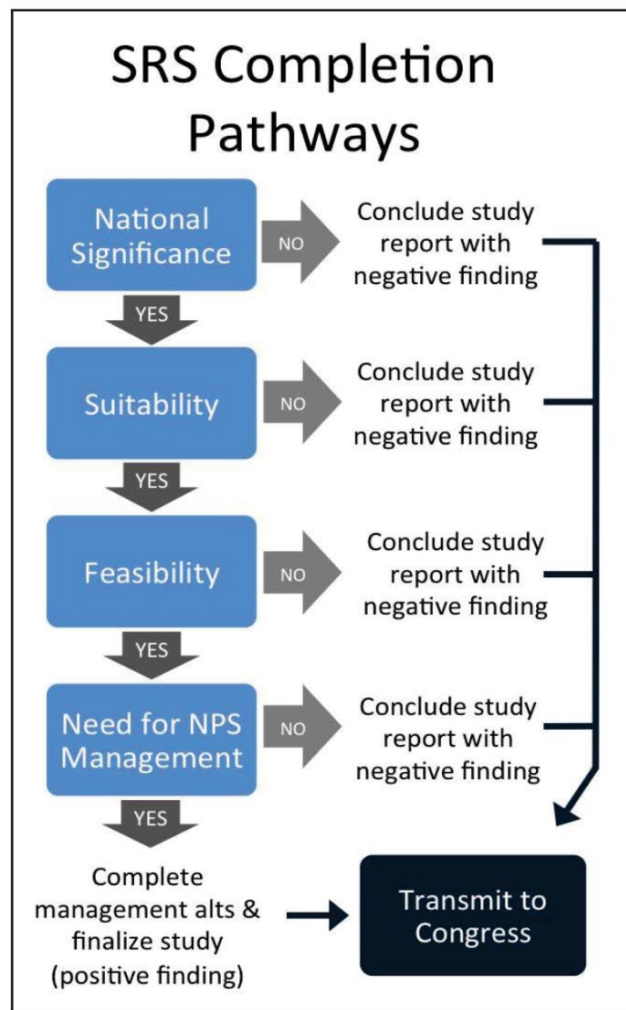 SRS Completion
Pathways
National
Significance
NO
Conclude study
report with
negative finding
YES
Suitability
NO
Conclude study
report with
negative finding
YES
Feasibility
NO
Conclude study
report with
negative finding
YES
Need for NPS
Management
NO
Conclude study
report with
negative finding
YES
Complete
management alts &
finalize study
(positive finding)
Transmit to
Congress